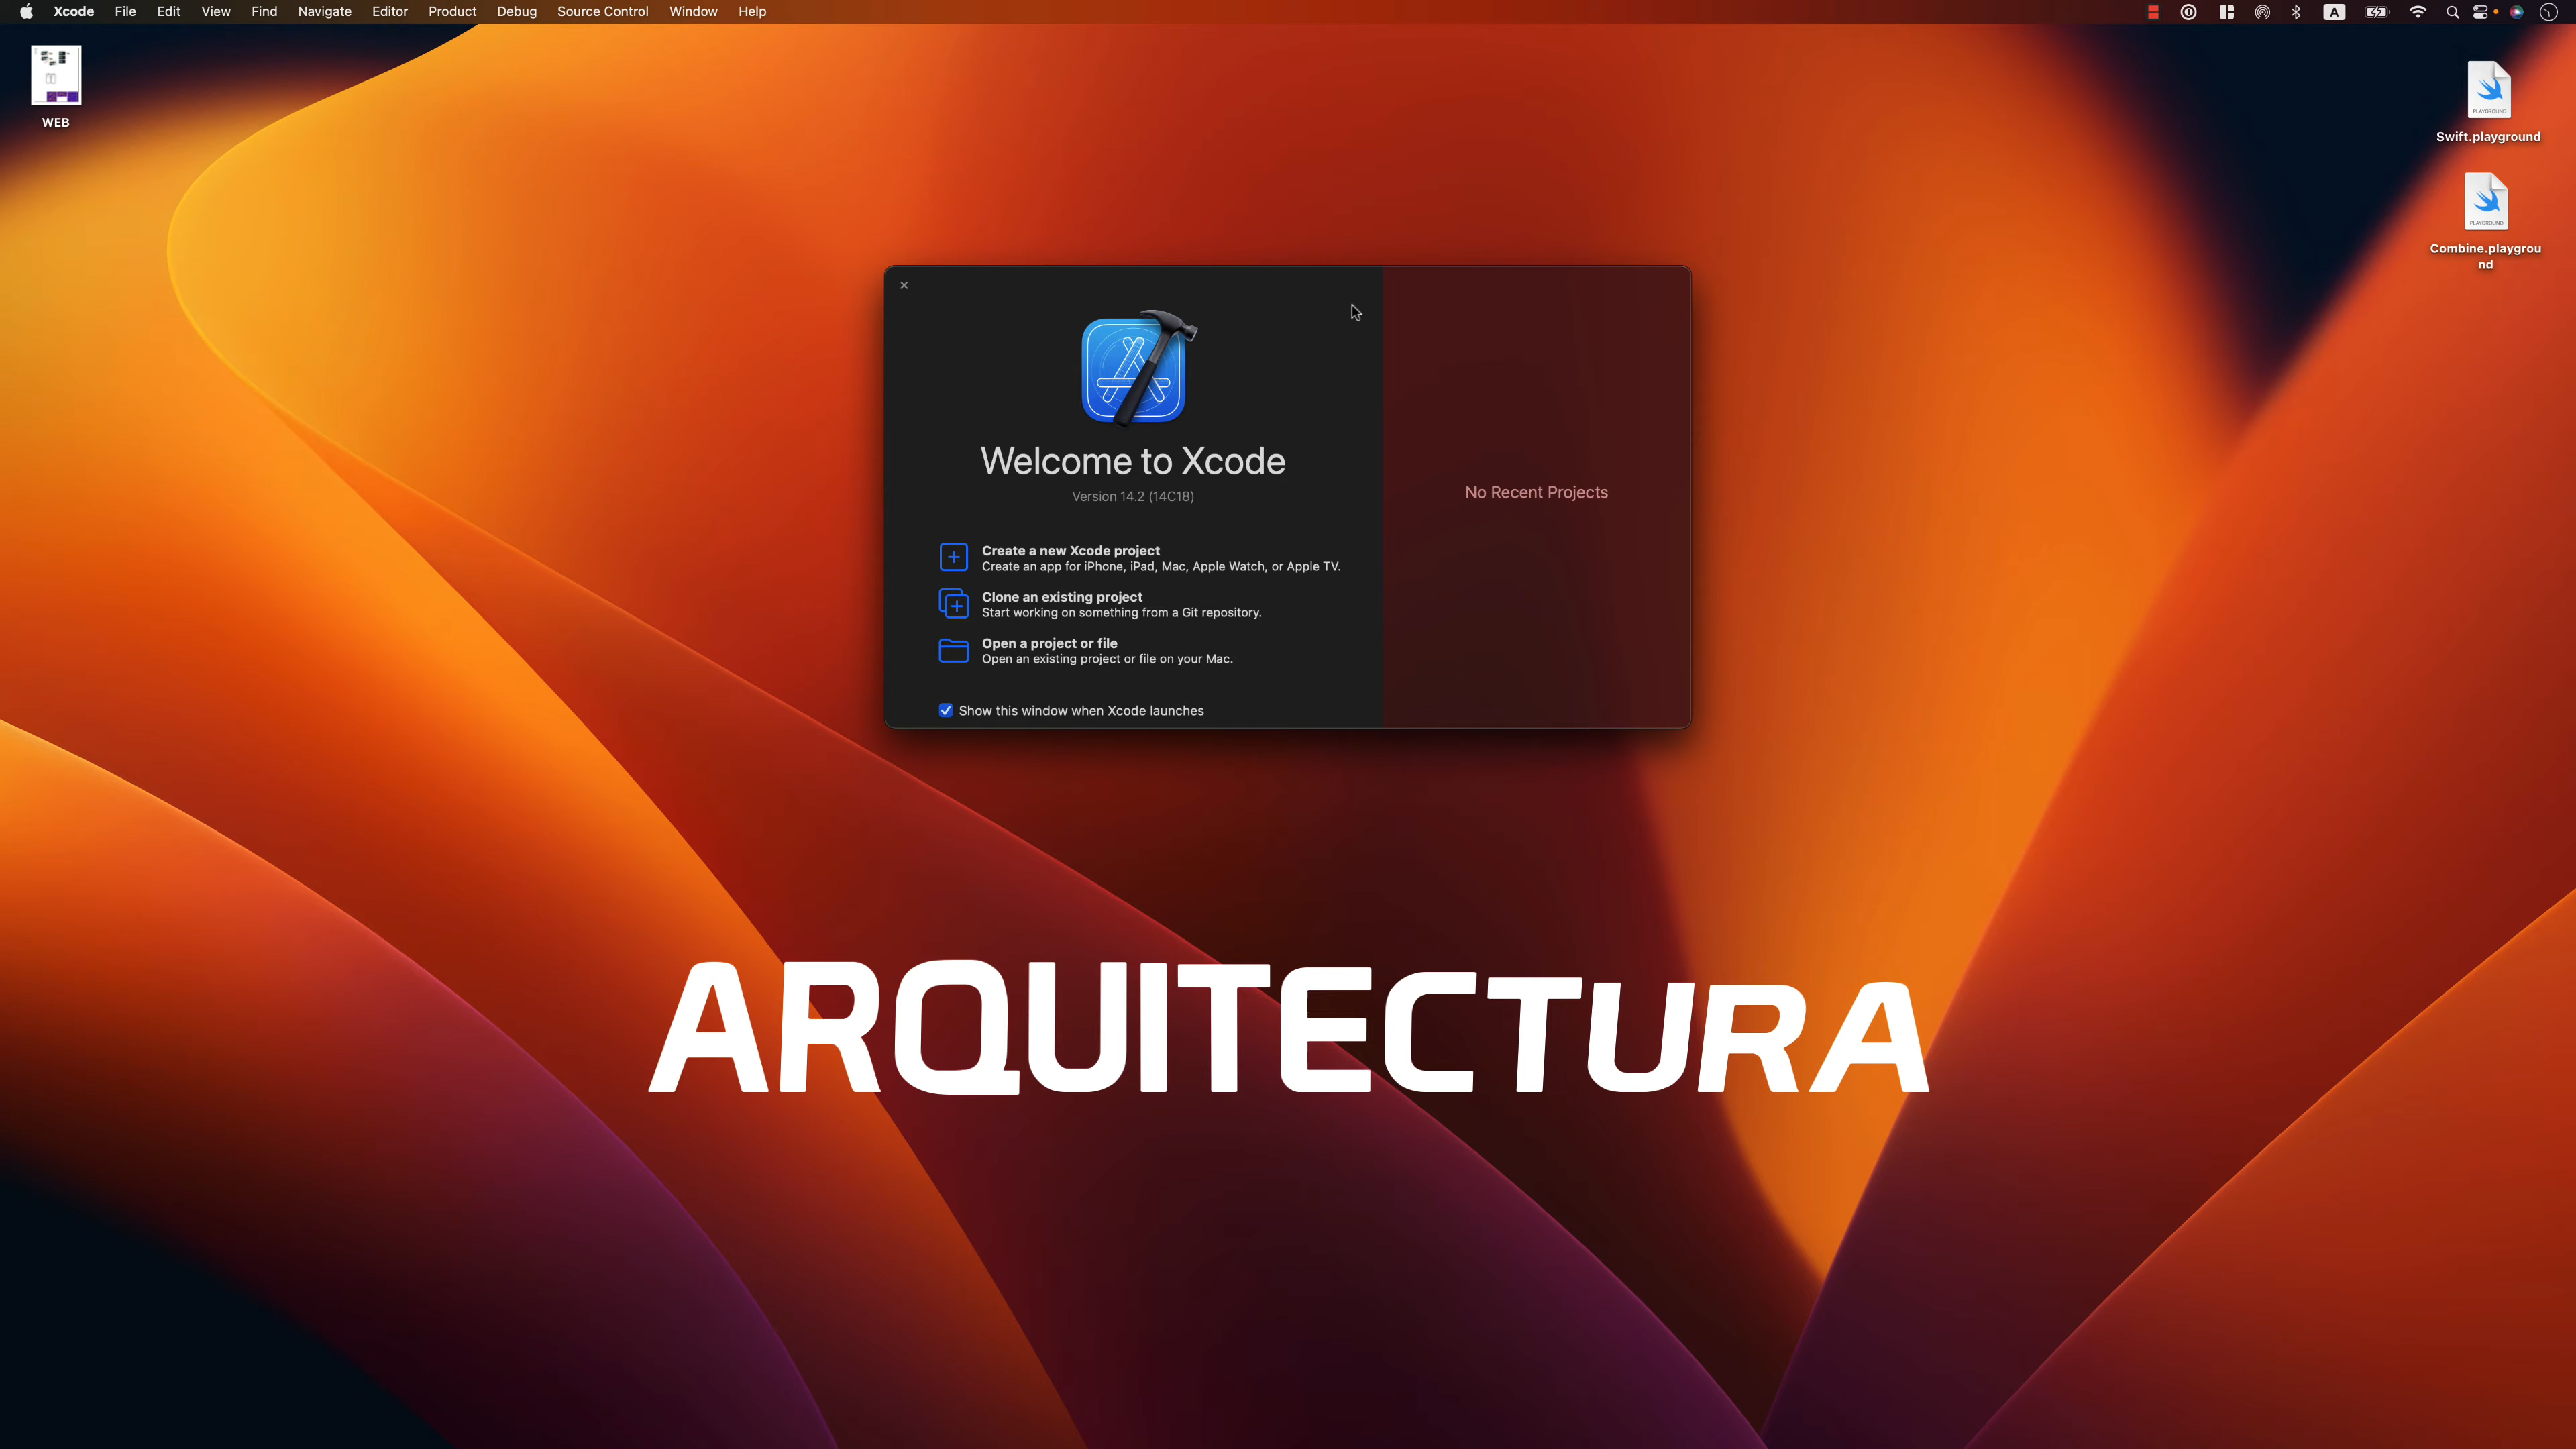 Xcode File Edit View Find Navigate Editor Product Debug Source Control Window Help
A
WEB
PLAYGROUND
Swift.playground
PLAYGROUND
Combine.playgrou
nd
Welcome to Xcode
Version 14.2 (14C18)
Create a new Xcode project
Create an app for iPhone, iPad, Mac, Apple Watch, or Apple TV.
Clone an existing project
Start working on something from a Git repository.
Open a project or file
Open an existing project or file on your Mac.
Show this window when Xcode launches
No Recent Projects
ARQUITECTURA